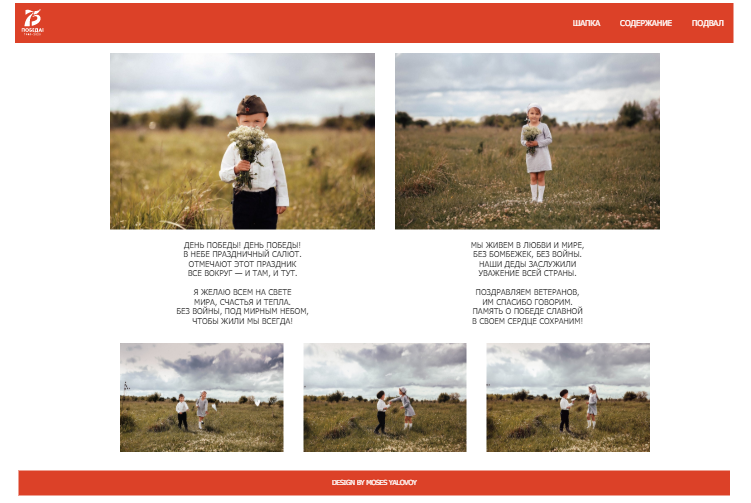 ПОБЕДА!
ШАПКА СОДЕРЖАНИЕ ПОДВАЛ
ДЕНЬ ПОБЕДЫ! ДЕНЬ ПОБЕДЫ!
В НЕБЕ ПРАЗДНИЧНЫЙ САЛЮТ.
ОТМЕЧАЮТ ЭТОТ ПРАЗДНИК
ВСЕ ВОКРУГ — И ТАМ, И ТУТ.
Я ЖЕЛАЮ ВСЕМ НА СВЕТЕ
МИРА, СЧАСТЬЯ И ТЕПЛА.
БЕЗ ВОЙНЫ, ПОД МИРНЫМ НЕБОМ,
ЧТОБЫ ЖИЛИ МЫ ВСЕГДА!
МЫ ЖИВЕМ В ЛЮБВИ И МИРЕ,
БЕЗ БОМБЕЖЕК, БЕЗ ВОЙНЫ.
НАШИ ДЕДЫ ЗАСЛУЖИЛИ
УВАЖЕНИЕ ВСЕЙ СТРАНЫ.
ПОЗДРАВЛЯЕМ ВЕТЕРАНОВ,
ИМ СПАСИБО ГОВОРИМ.
ПАМЯТЬ О ПОБЕДЕ СЛАВНОЙ
В СВОЕМ СЕРДЦЕ СОХРАНИМ!
DESIGN BY MOSES YALOVOY